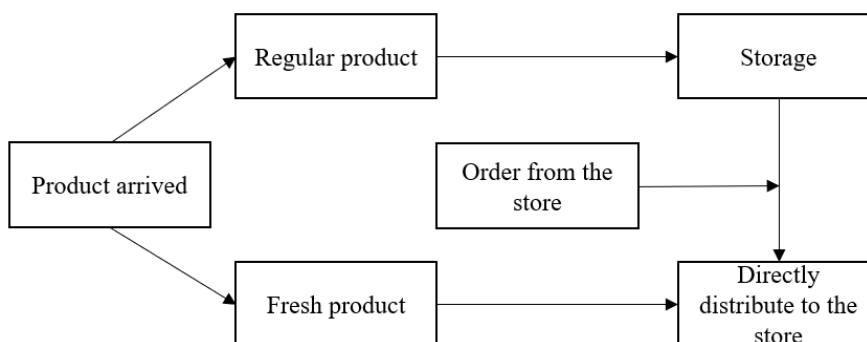 Regular product
Storage
Product arrived
Order from the
store
Fresh product
Directly
distribute to the
store